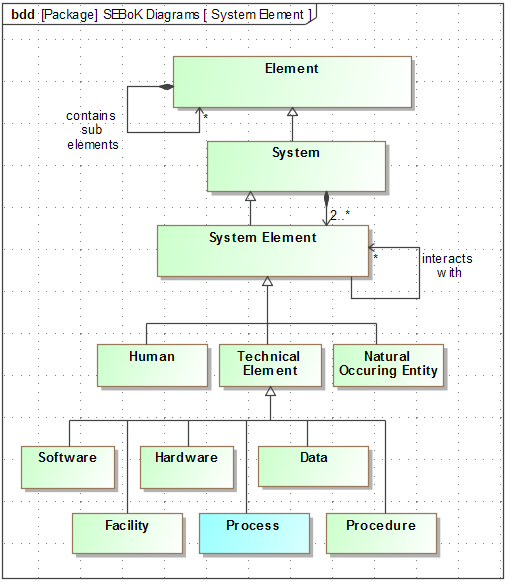 bdd [Package] SEBoK Diagrams [ System Element ]
Element
contains
sub
elements
*
System
2..*
System Element
*
interacts
with
Human
Technical
Element
Natural
Occuring Entity
Software
Hardware
Data
Facility
Process
Procedure